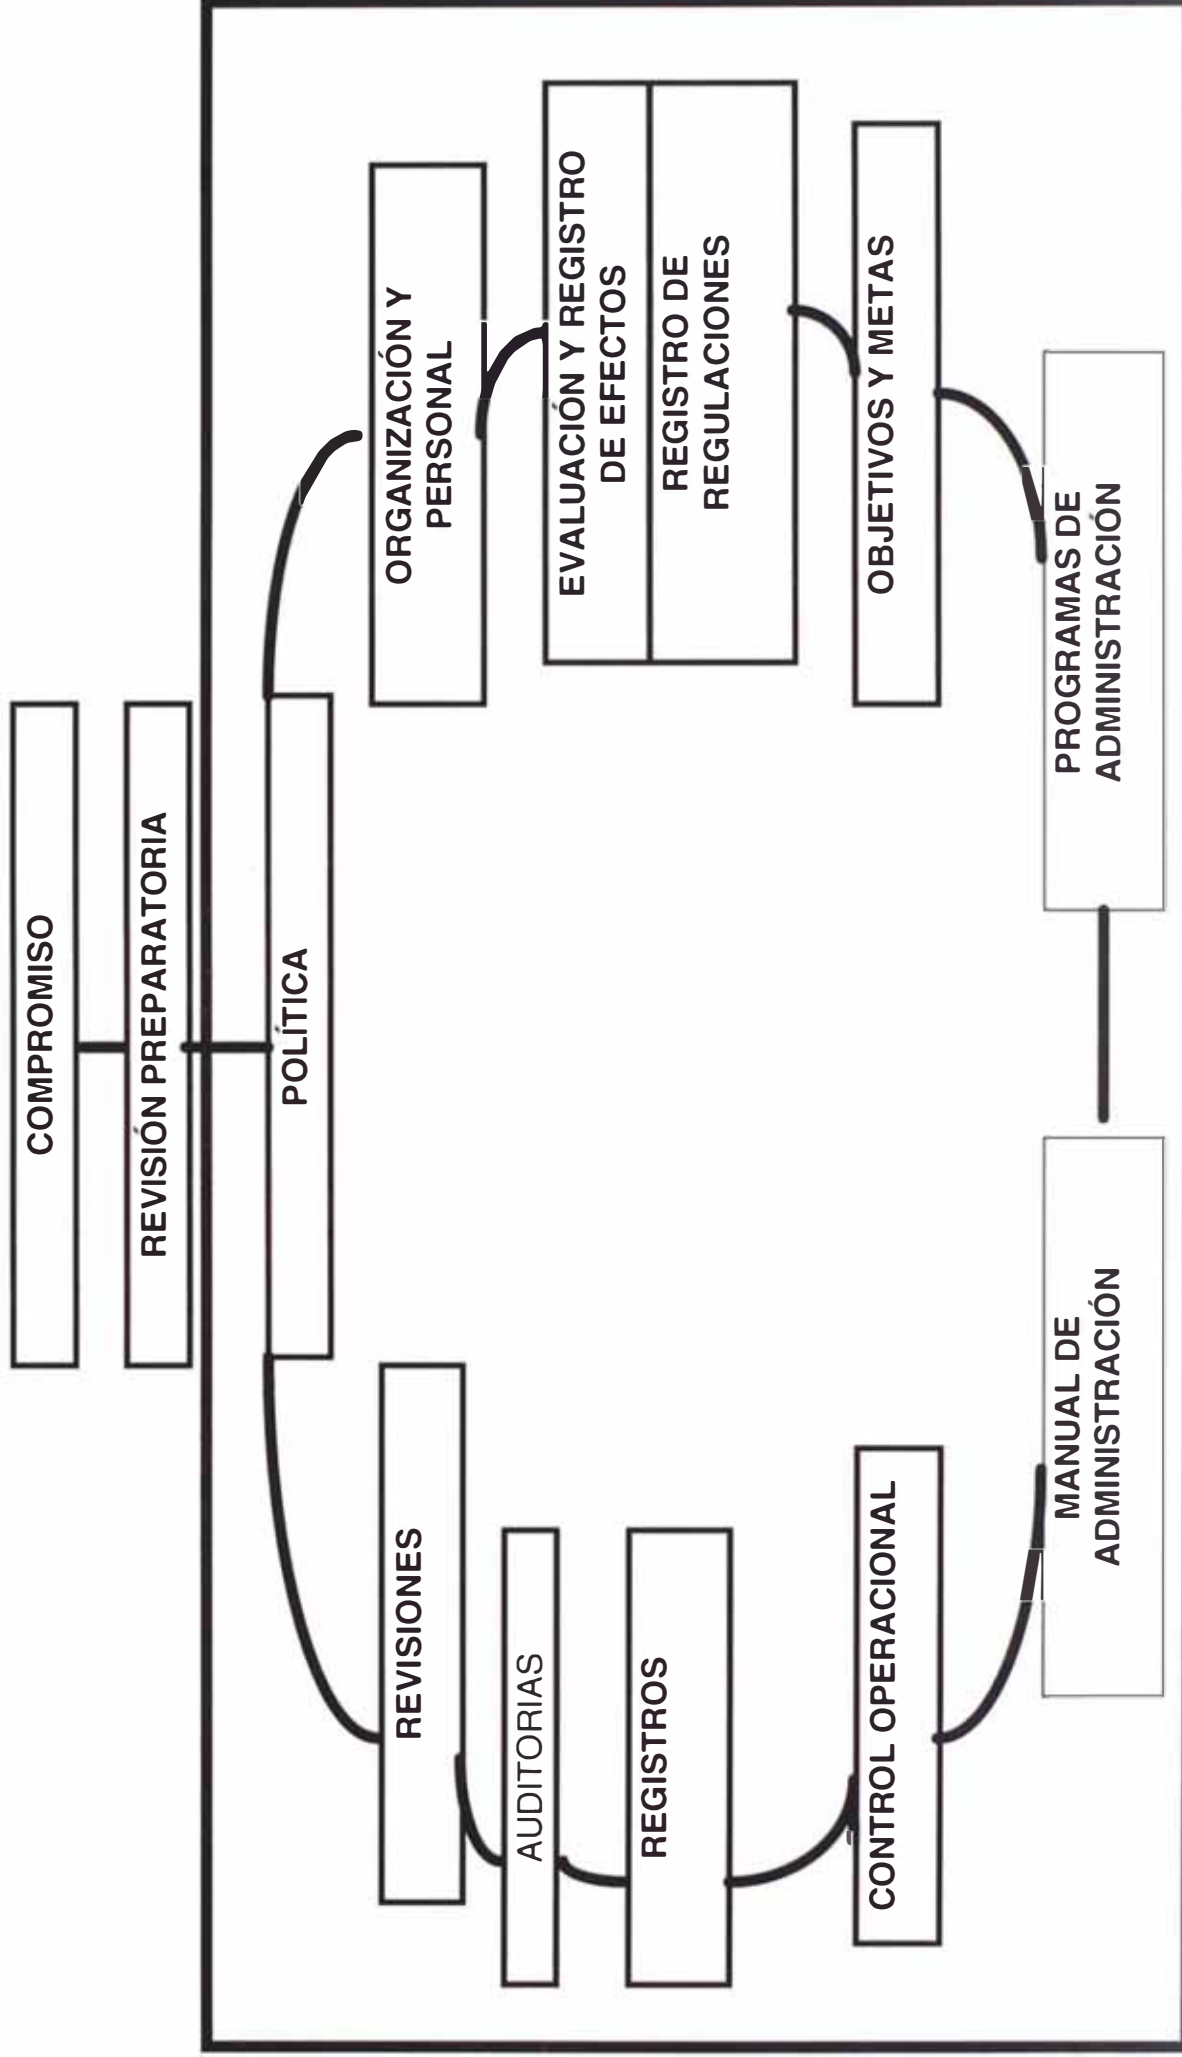 COMPROMISO
REVISIÓN PREPARATORIA
POLÍTICA
ORGANIZACIÓN Y
PERSONAL
EVALUACIÓN Y REGISTRO
DE EFECTOS
REGISTRO DE
REGULACIONES
OBJETIVOS Y METAS
PROGRAMAS DE
ADMINISTRACIÓN
MANUAL DE
ADMINISTRACIÓN
CONTROL OPERACIONAL
REGISTROS
AUDITORIAS
REVISIONES